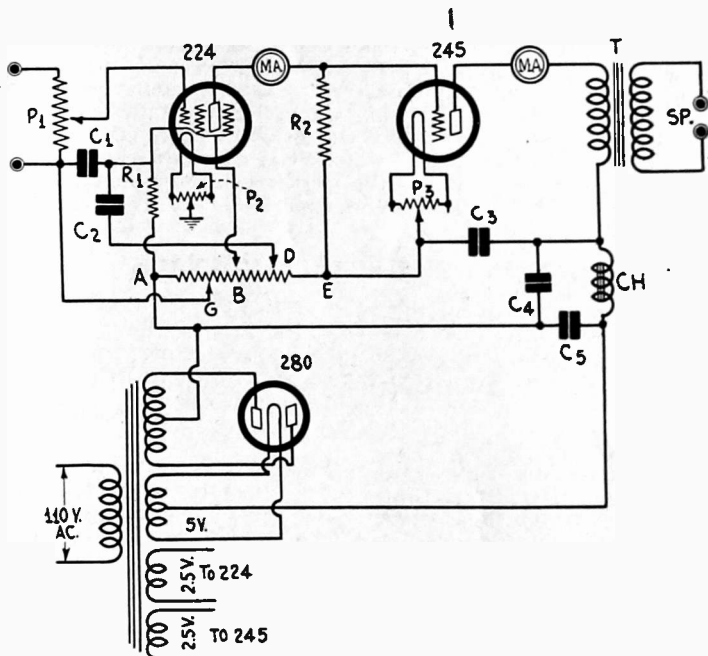 1
224
245
T
MA
MA
P1
C1
R1
R2
SP.
P2
P3
C2
C3
D
A
B
E
G
C4
CH
C5
280
110 V.
AC.
5V.
2.5V. TO 224
2.5V. TO 245